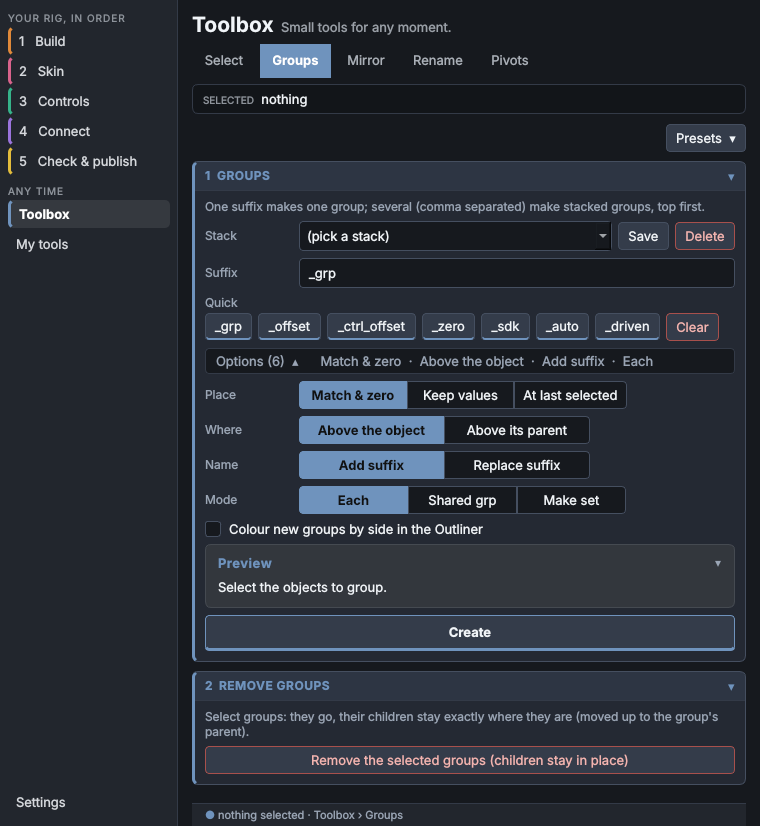 YOUR RIG, IN ORDER
1 Build
2 Skin
3 Controls
4 Connect
5 Check & publish
ANY TIME
Toolbox
My tools
Settings
Toolbox Small tools for any moment.
Select Groups Mirror Rename Pivots
SELECTED nothing
Presets ▾
1 GROUPS ▾
One suffix makes one group; several (comma separated) make stacked groups, top first.
Stack (pick a stack) Save Delete
Suffix _grp
Quick
_grp _offset _ctrl_offset _zero _sdk _auto _driven Clear
Options (6) ▴ Match & zero · Above the object · Add suffix · Each
Place Match & zero Keep values At last selected
Where Above the object Above its parent
Name Add suffix Replace suffix
Mode Each Shared grp Make set
Colour new groups by side in the Outliner
Preview ▾
Select the objects to group.
Create
2 REMOVE GROUPS ▾
Select groups: they go, their children stay exactly where they are (moved up to the group's
parent).
Remove the selected groups (children stay in place)
nothing selected · Toolbox › Groups